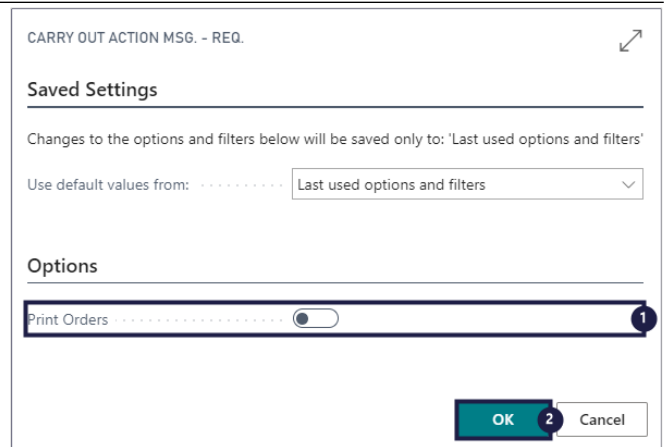 CARRY OUT ACTION MSG. - REQ.
Saved Settings
Changes to the options and filters below will be saved only to: 'Last used options and filters'
Use default values from: Last used options and filters
Options
Print Orders 1
OK 2 Cancel